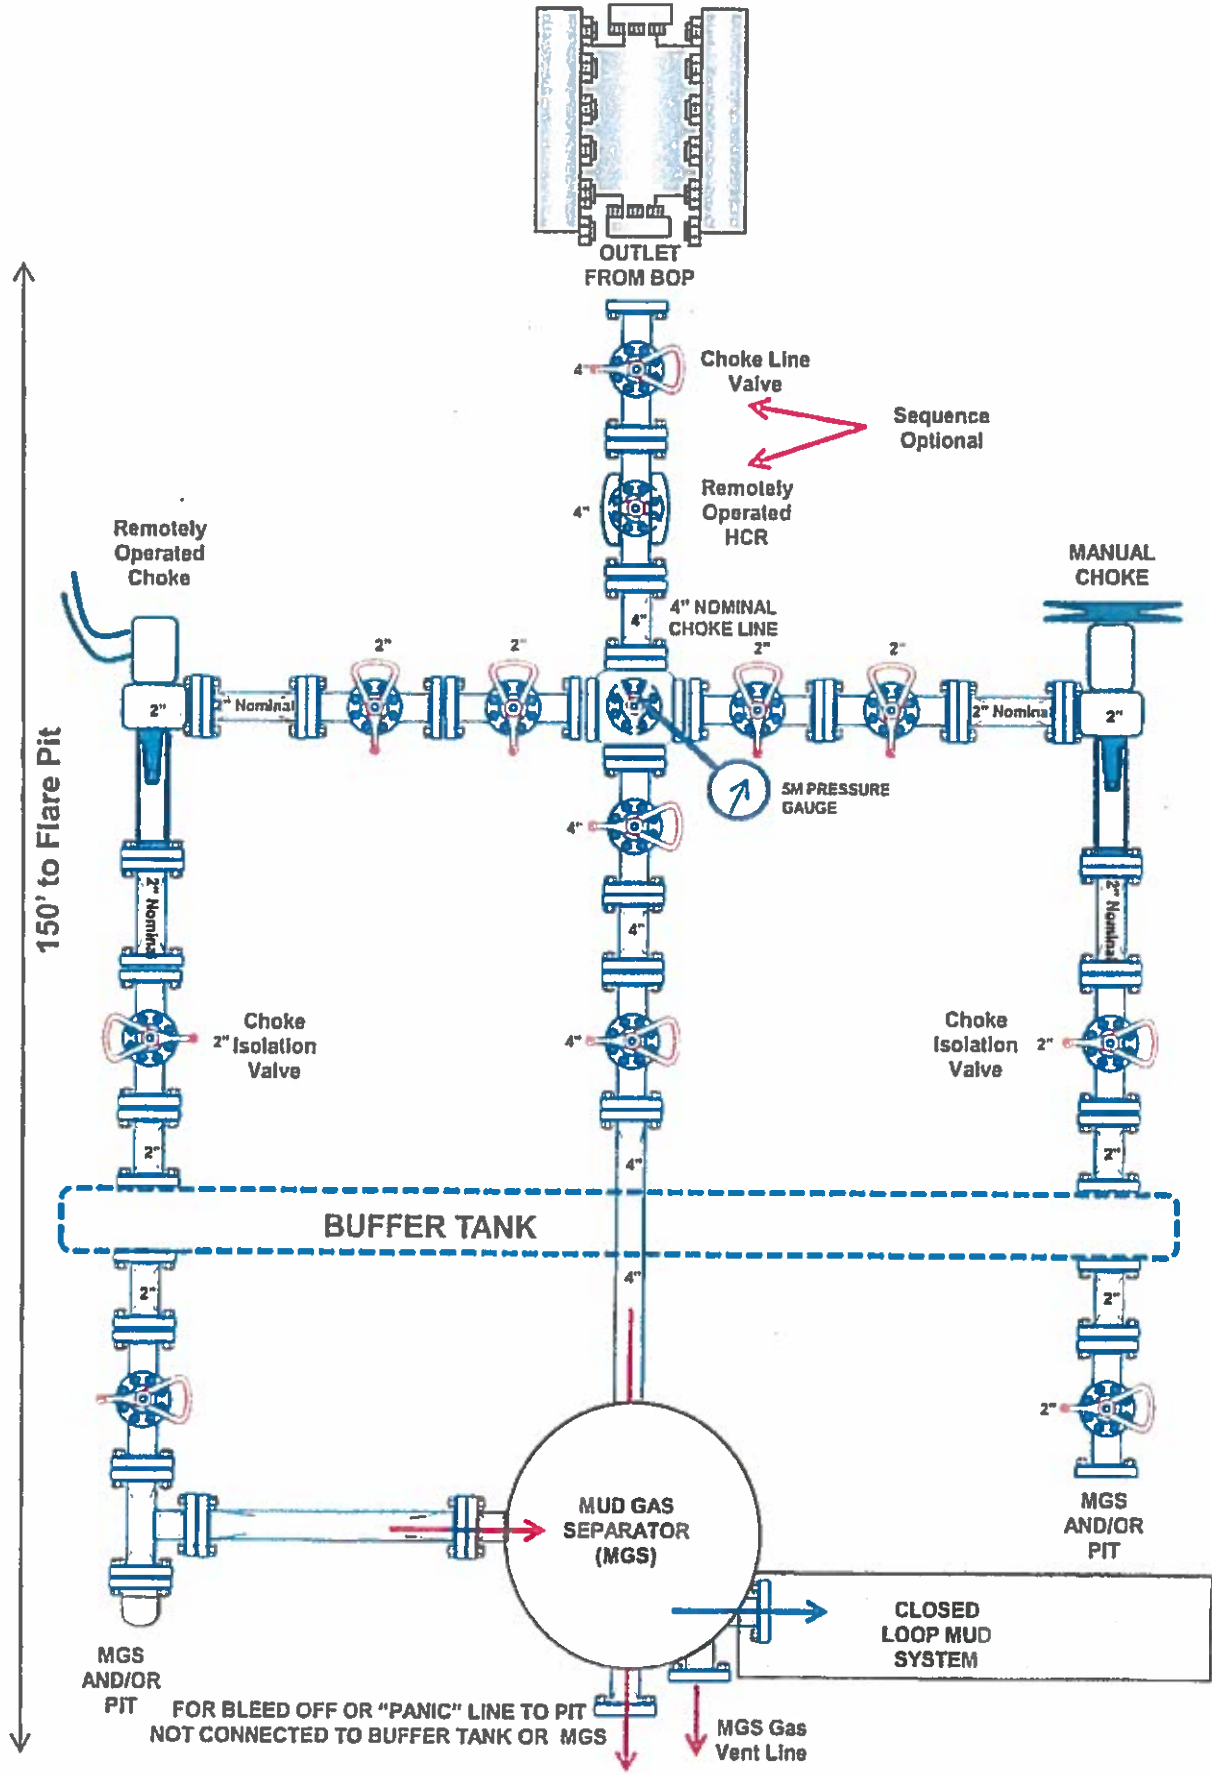 OUTLET
FROM BOP
4"
Choke Line
Valve
Sequence
Optional
4"
Remotely
Operated
HCR
Remotely
Operated
Choke
MANUAL
CHOKE
4"
4" NOMINAL
CHOKE LINE
2"
2"
2"
2"
2"
2" Nominal
2" Nominal
2"
5M PRESSURE
GAUGE
4"
150' to Flare Pit
2" Nominal
4"
2" Nominal
Choke
2" Isolation
Valve
4"
Choke
Isolation
Valve
2"
2"
4"
2"
BUFFER TANK
4"
2"
2"
2"
MUD GAS
SEPARATOR
(MGS)
MGS
AND/OR
PIT
CLOSED
LOOP MUD
SYSTEM
MGS
AND/OR
PIT
FOR BLEED OFF OR "PANIC" LINE TO PIT
NOT CONNECTED TO BUFFER TANK OR MGS
MGS Gas
Vent Line